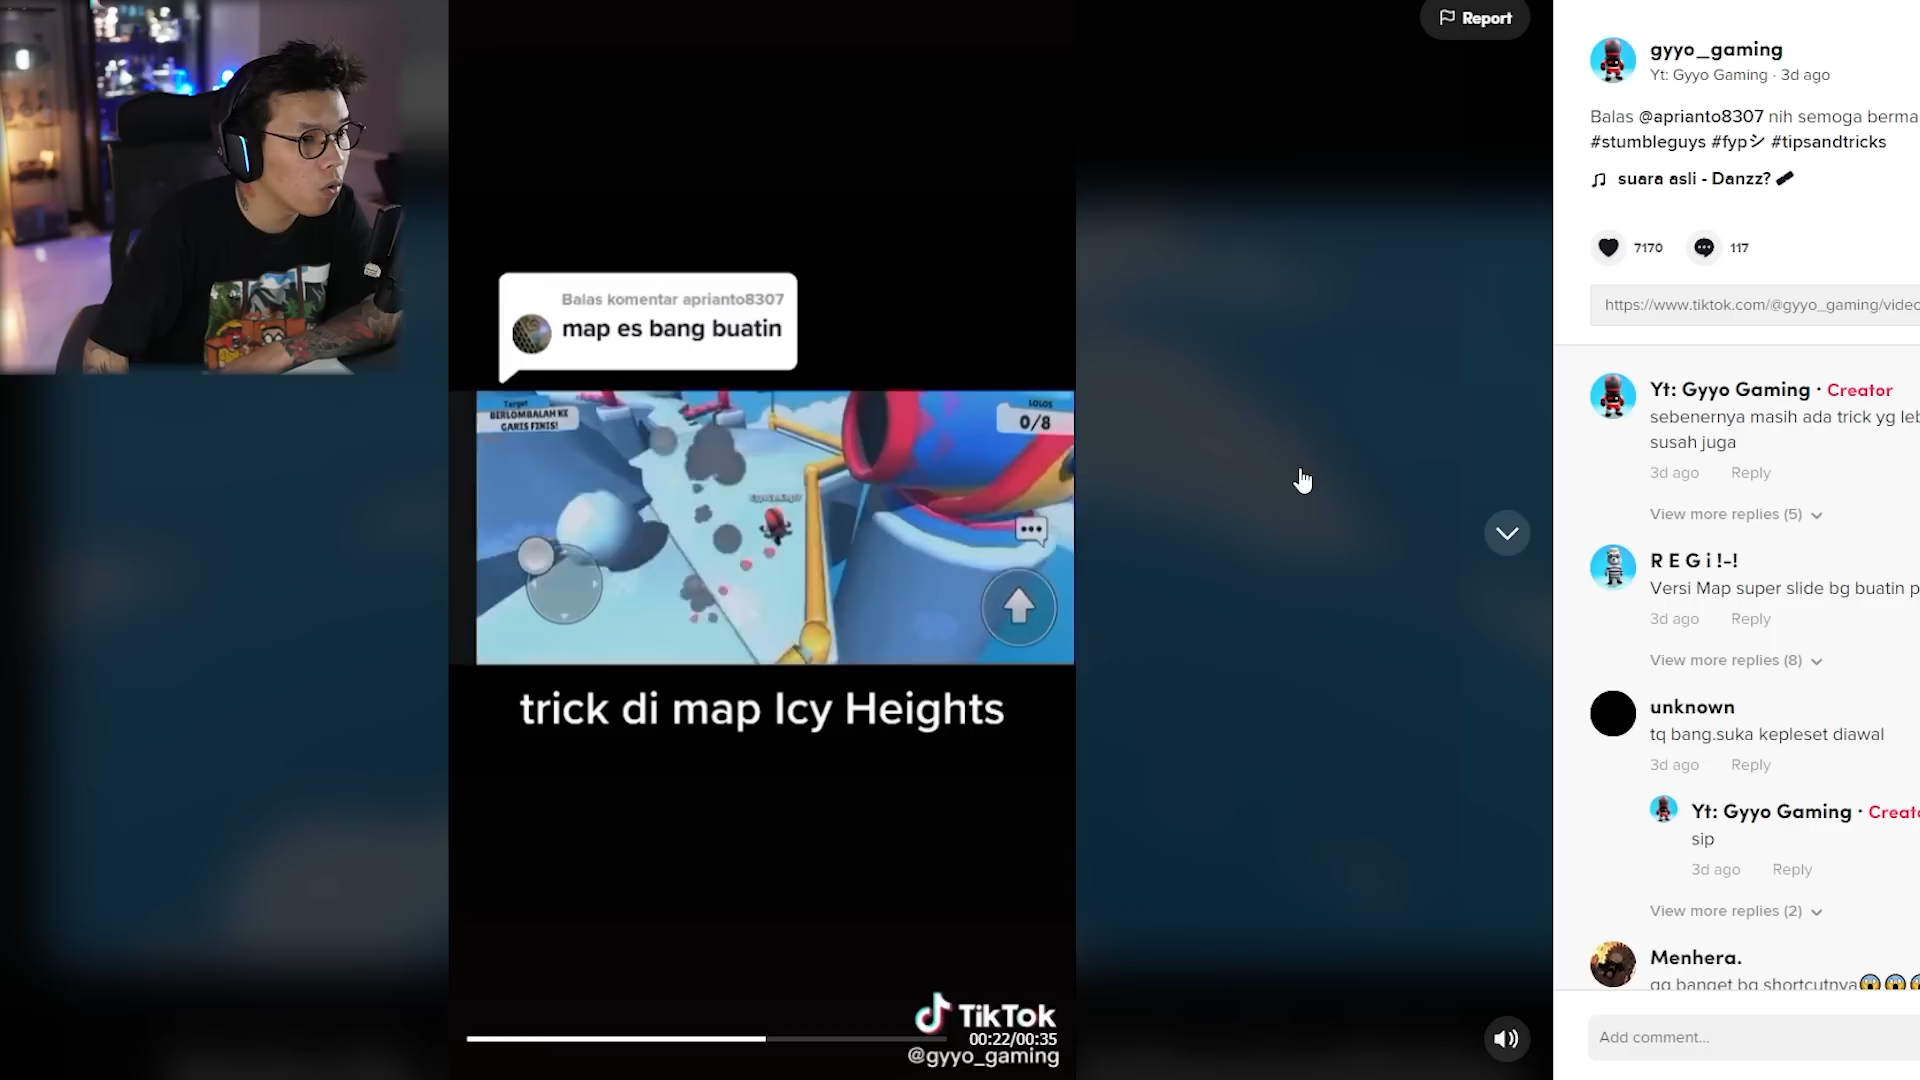 Report
gyyo_gaming
Yt: Gyyo Gaming · 3d ago
Balas @aprianto8307 nih semoga berma
#stumbleguys #fypシ #tipsandtricks
suara asli - Danzz?
7170
117
https://www.tiktok.com/@gyyo_gaming/video
Balas komentar aprianto8307
map es bang buatin
Target
BERLOMBALAH KE
GARIS FINIS!
LOLOS
0/8
trick di map Icy Heights
TikTok
00:22/00:35
@gyyo_gaming
Yt: Gyyo Gaming · Creator
sebenernya masih ada trick yg leb
susah juga
3d ago Reply
View more replies (5)
R E G i !-!
Versi Map super slide bg buatin p
3d ago Reply
View more replies (8)
unknown
tq bang.suka kepleset diawal
3d ago Reply
Yt: Gyyo Gaming · Creato
sip
3d ago Reply
View more replies (2)
Menhera.
gg banget bg shortcutnya😱😱😱
Add comment...